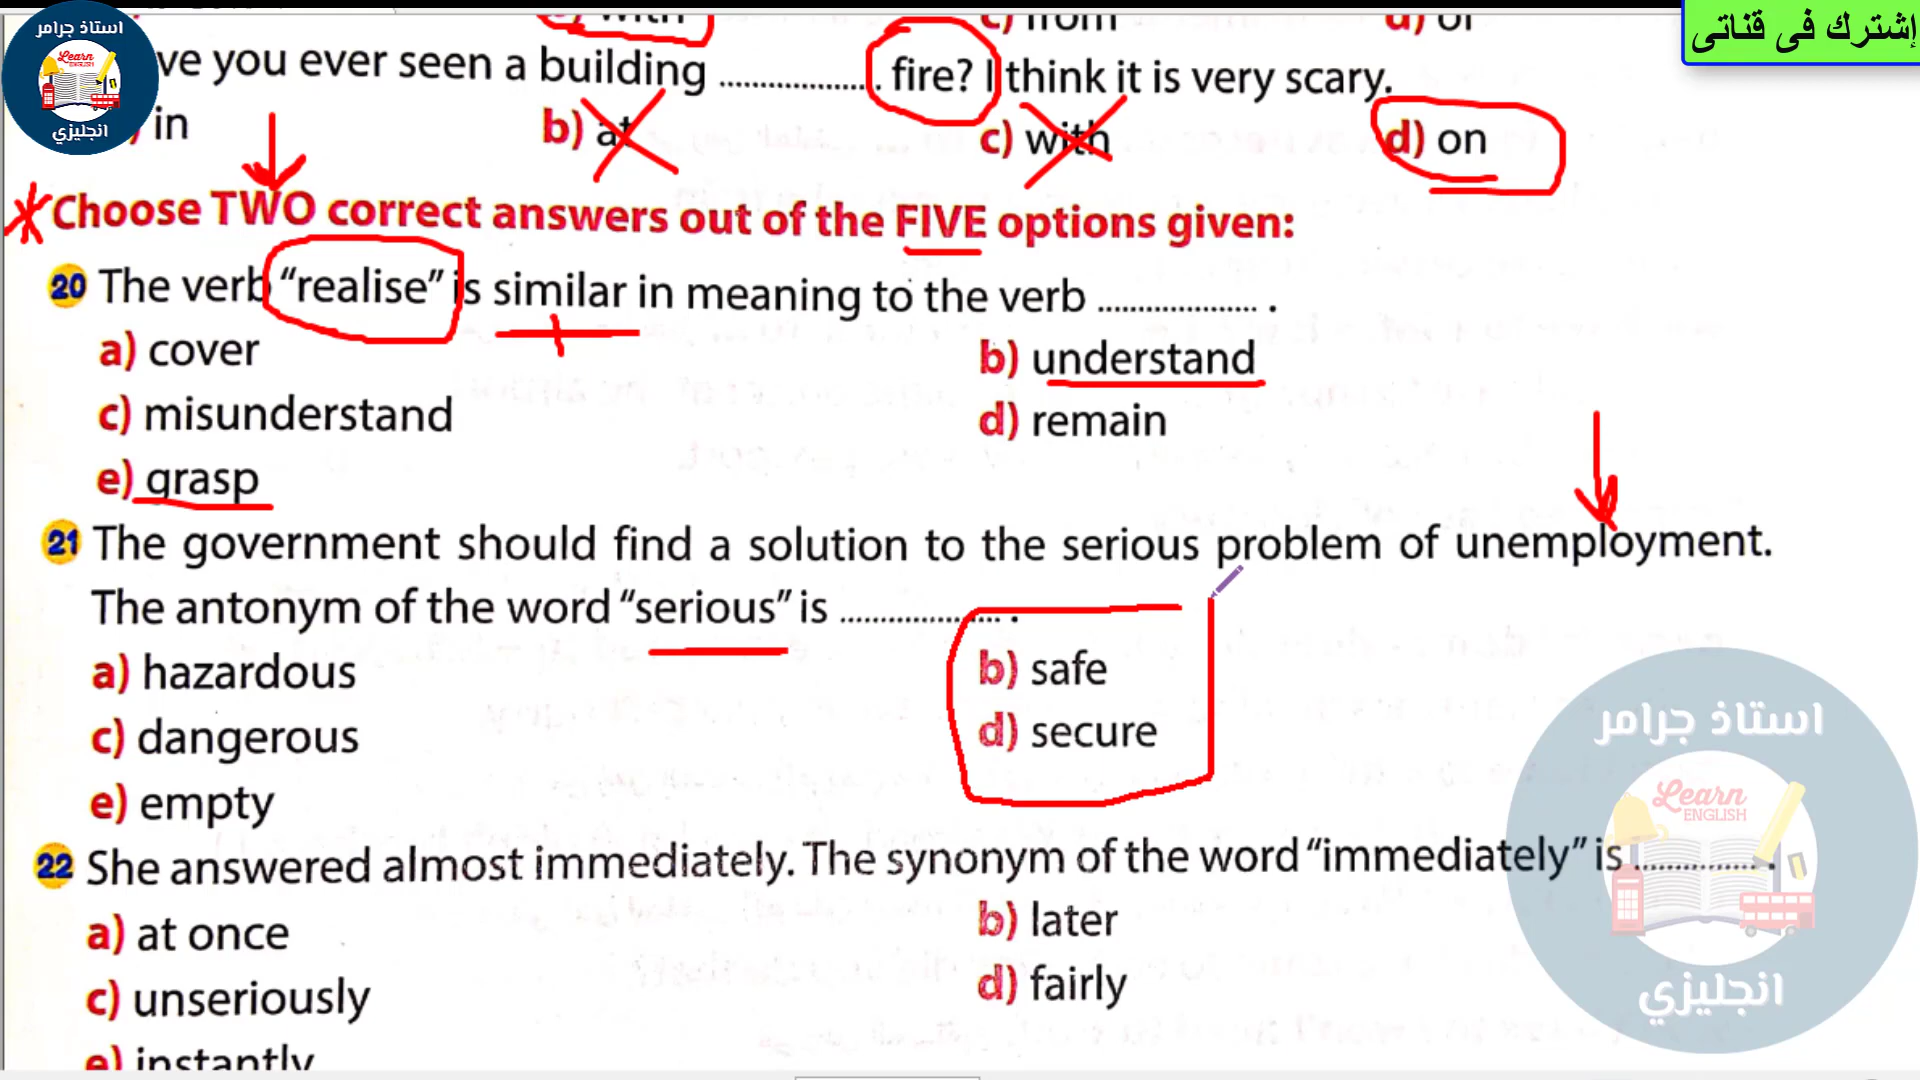 استاذ جرامر
Learn
ENGLISH
انجليزي
إشترك فى قناتى
with
c) from
d) of
ve you ever seen a building .................. fire? I think it is very scary.
in
b) at
c) with
d) on
Choose TWO correct answers out of the FIVE options given:
20 The verb “realise” is similar in meaning to the verb ................... .
a) cover
b) understand
c) misunderstand
d) remain
e) grasp
21 The government should find a solution to the serious problem of unemployment.
The antonym of the word “serious” is ................... .
a) hazardous
b) safe
c) dangerous
d) secure
e) empty
22 She answered almost immediately. The synonym of the word “immediately” is ................ .
a) at once
b) later
c) unseriously
d) fairly
e) instantly
استاذ جرامر
Learn
ENGLISH
انجليزي